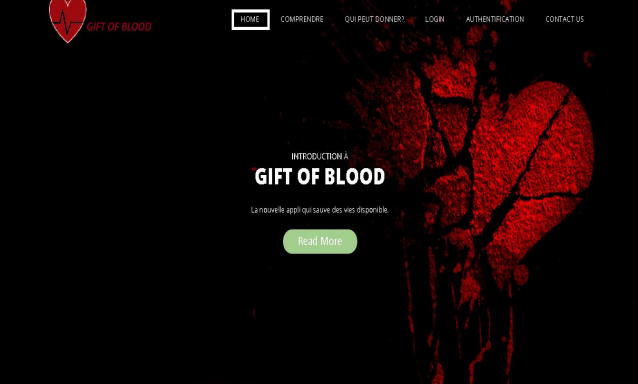 GIFT OF BLOOD
HOME COMPRENDRE QUI PEUT DONNER? LOGIN AUTHENTIFICATION CONTACT US
INTRODUCTION À
GIFT OF BLOOD
La nouvelle appli qui sauve des vies disponible.
Read More